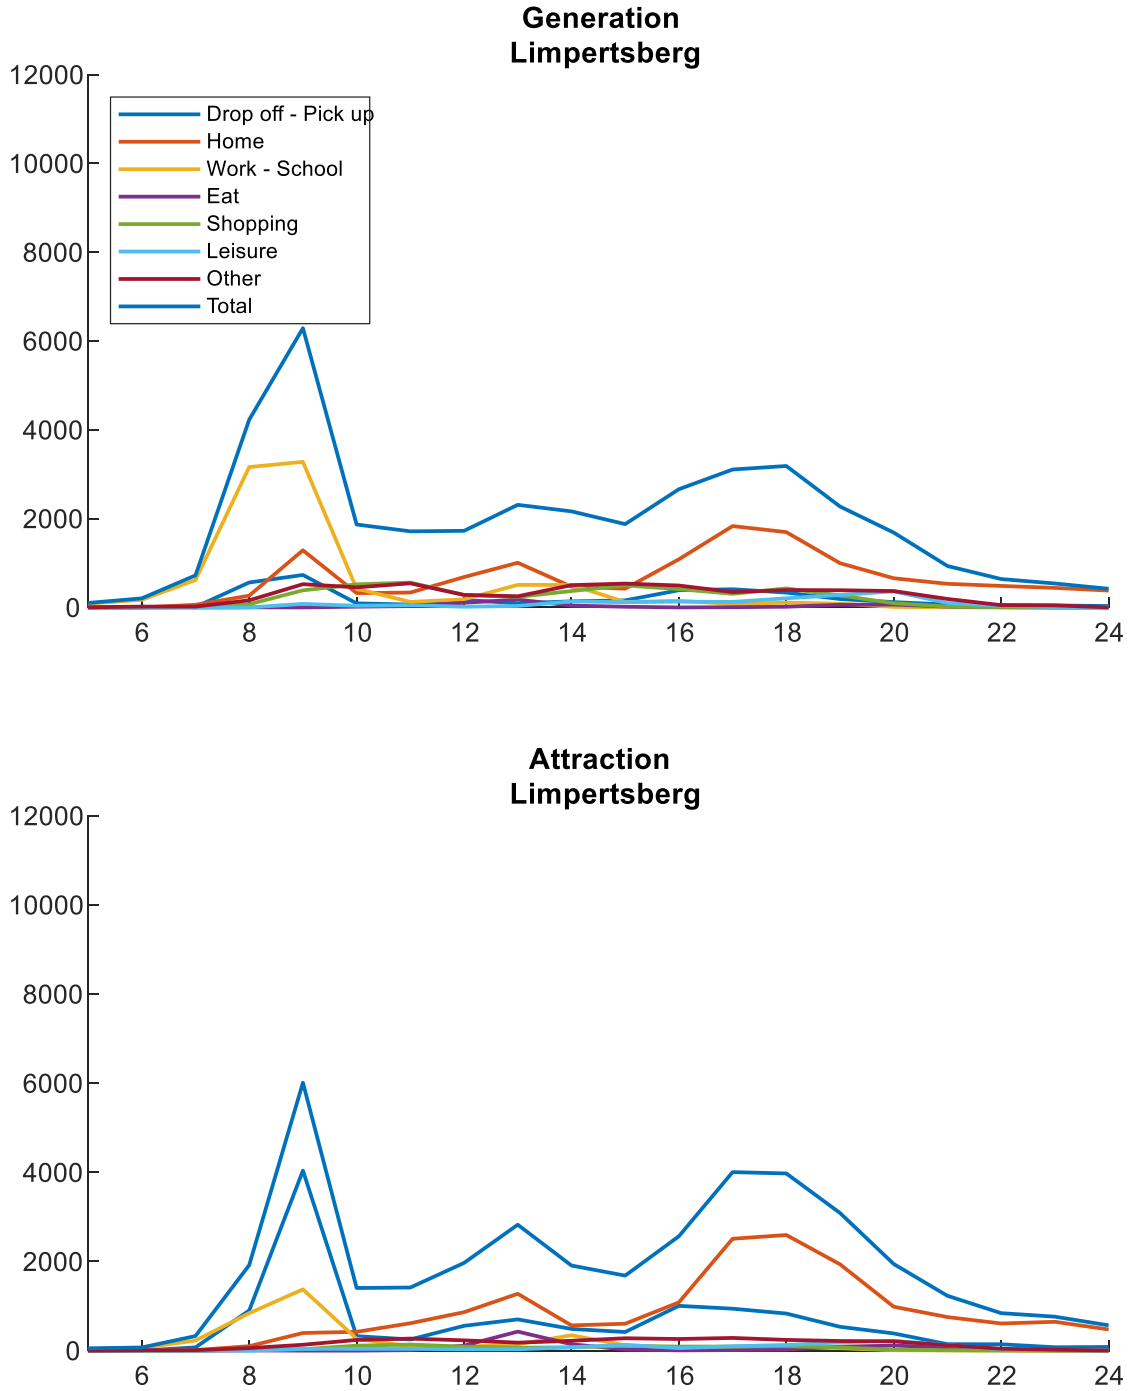 Generation
Limpertsberg
12000
10000
8000
6000
4000
2000
0
Drop off - Pick up
Home
Work - School
Eat
Shopping
Leisure
Other
Total
6 8 10 12 14 16 18 20 22 24
Attraction
Limpertsberg
12000
10000
8000
6000
4000
2000
0
6 8 10 12 14 16 18 20 22 24